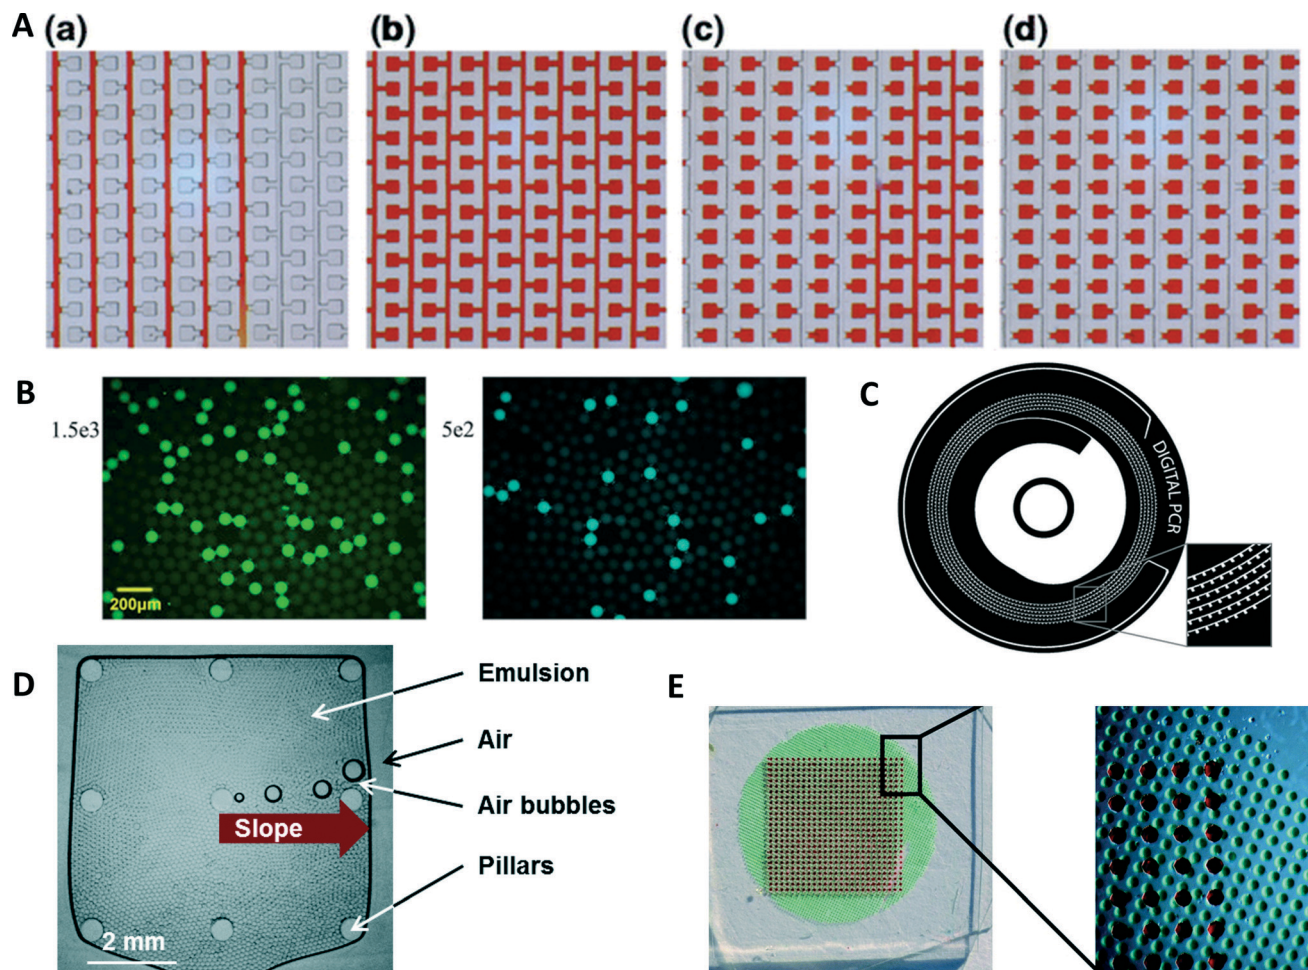 A
(a)
(b)
(c)
(d)
B
1.5e3
200μm
5e2
C
DIGITAL PCR
D
Emulsion
Air
Air bubbles
Slope
Pillars
2 mm
E